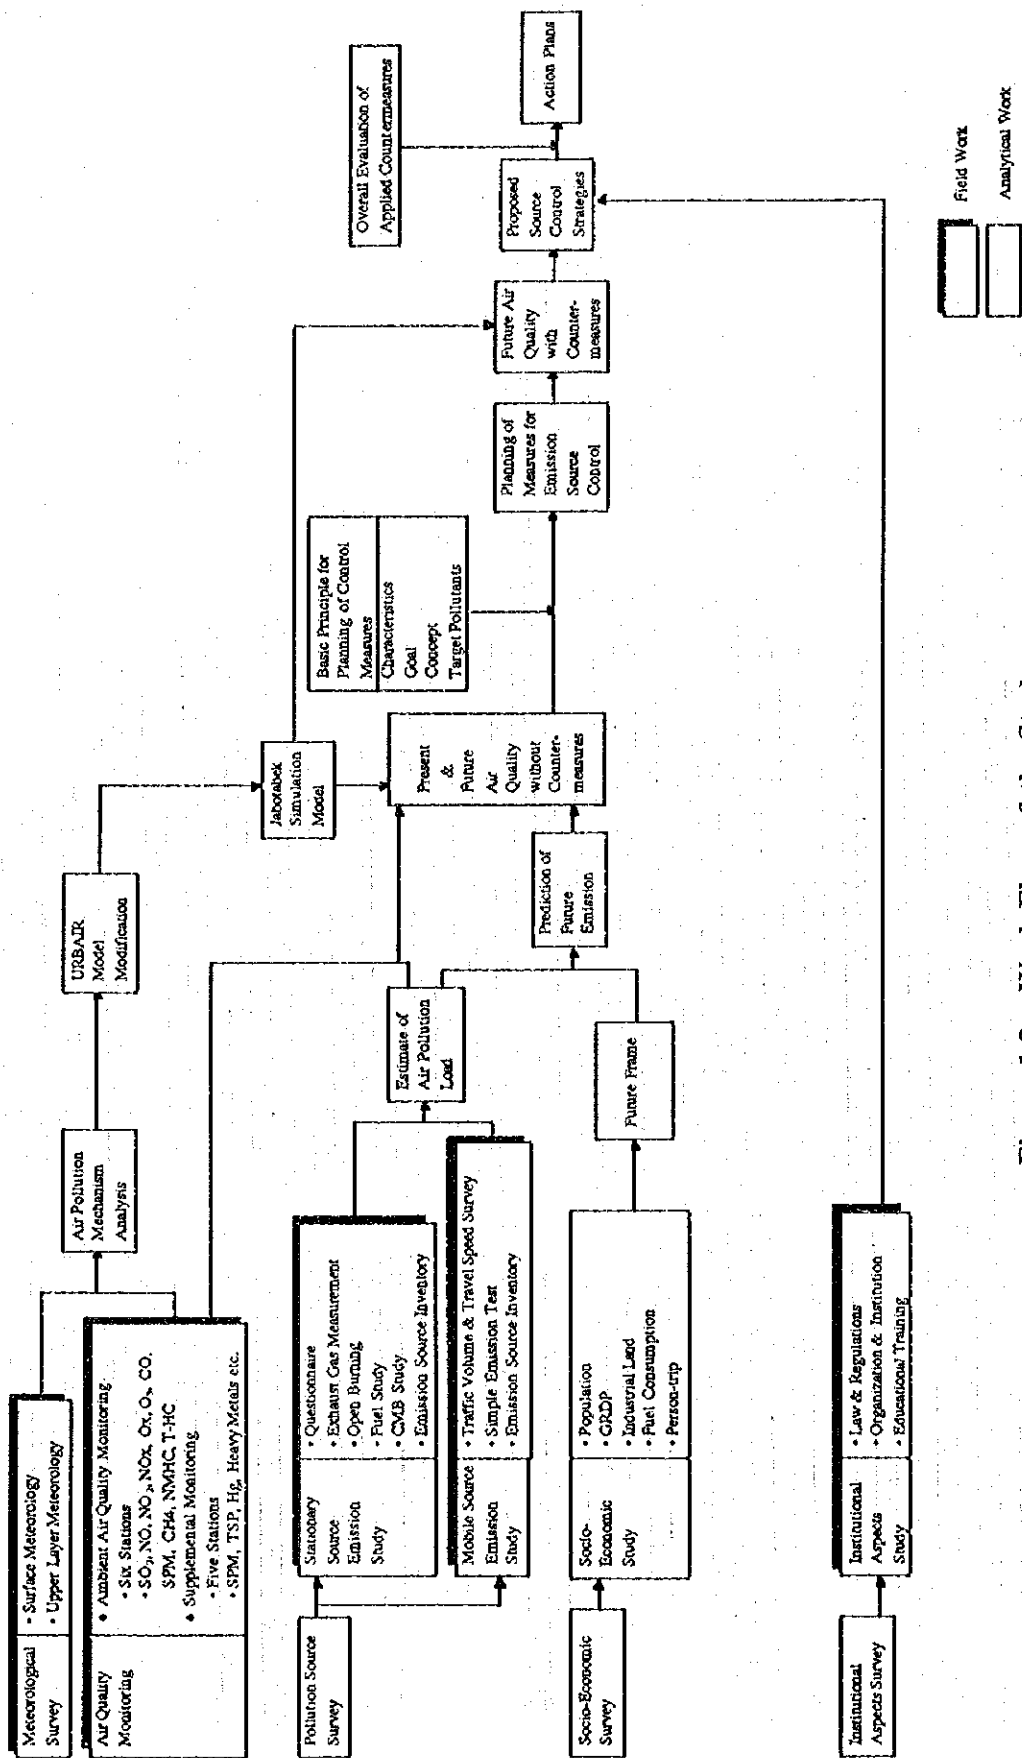 Meteorological
Survey
• Surface Meteorology
• Upper Layer Meteorology
Air Quality
Monitoring
• Ambient Air Quality Monitoring
• Six Stations
• SO₂, NO, NO₂, NOx, Ox, O₃, CO.
SPM, CH4, NMHC, T-HC
• Supplemental Monitoring
• Five Stations
• SPM, TSP, Hg, Heavy Metals etc.
Air Pollution
Mechanism
Analysis
URBAIR
Model
Modification
Jabotabek
Simulation
Model
Pollution Source
Survey
Stationary
Source
Emission
Study
• Questionnaire
• Exhaust Gas Measurement
• Open Burning
• Fuel Study
• CMB Study
• Emission Source Inventory
Mobile Source
Emission
Study
• Traffic Volume & Travel Speed Survey
• Simple Emission Test
• Emission Source Inventory
Estimate of
Air Pollution
Load
Socio-Economic
Survey
Socio-
Economic
Study
• Population
• GRDP
• Industrial Land
• Fuel Consumption
• Person-trip
Future Frame
Prediction of
Future
Emission
Present
&
Future
Air
Quality
without
Counter-
measures
Basic Principle for
Planning of Control
Measures
Characteristics
Goal
Concept
Target Pollutants
Planning of
Measures for
Emission
Source
Control
Future Air
Quality
with
Counter-
measures
Proposed
Source
Control
Strategies
Overall Evaluation of
Applied Countermeasures
Action Plans
Institutional
Aspects Survey
Institutional
Aspects
Study
• Law & Regulations
• Organization & Institution
• Educational Training
Field Work
Analytical Work